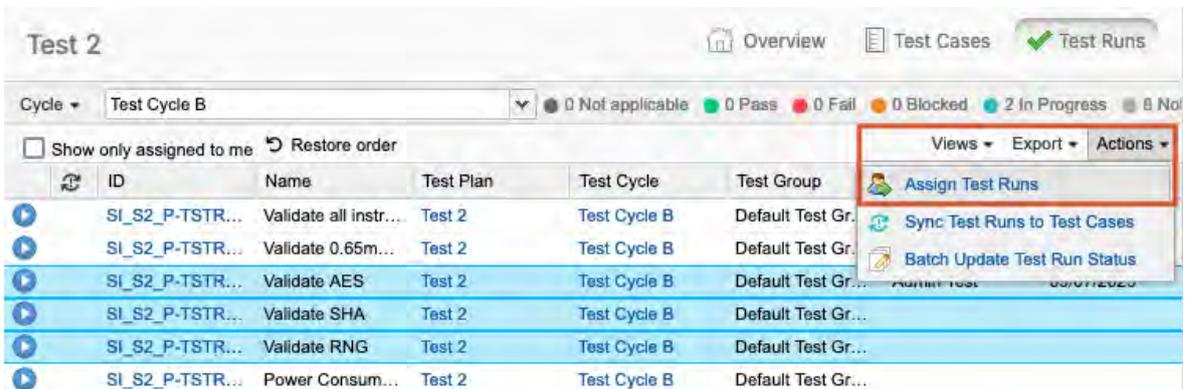 Test 2 Overview Test Cases Test Runs
Cycle Test Cycle B 0 Not applicable 0 Pass 0 Fail 0 Blocked 2 In Progress 8 No
Show only assigned to me Restore order Views Export Actions
ID Name Test Plan Test Cycle Test Group Assign Test Runs
SI_S2_P-TSTR... Validate all instr... Test 2 Test Cycle B Default Test Gr... Sync Test Runs to Test Cases
SI_S2_P-TSTR... Validate 0.65m... Test 2 Test Cycle B Default Test Gr... Batch Update Test Run Status
SI_S2_P-TSTR... Validate AES Test 2 Test Cycle B Default Test Gr... Admin Test
SI_S2_P-TSTR... Validate SHA Test 2 Test Cycle B Default Test Gr...
SI_S2_P-TSTR... Validate RNG Test 2 Test Cycle B Default Test Gr...
SI_S2_P-TSTR... Power Consum... Test 2 Test Cycle B Default Test Gr...